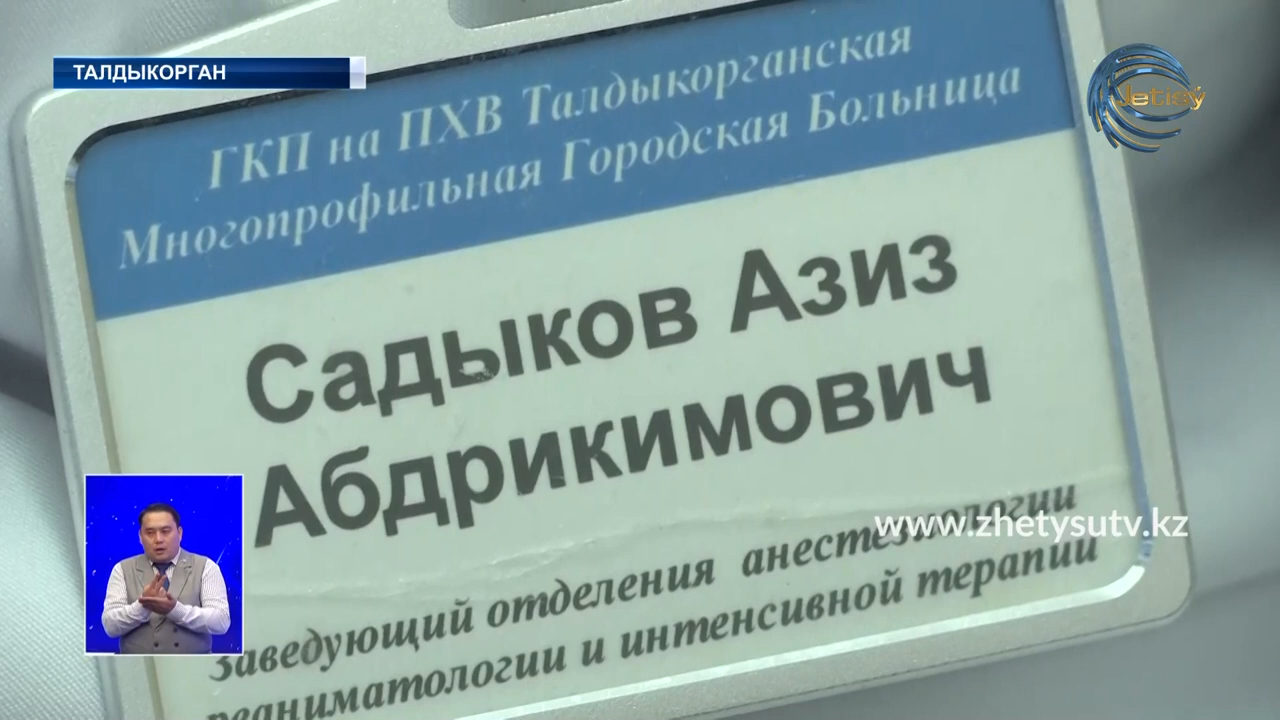 ТАЛДЫКОРГАН
Jetisý
ГКП на ПХВ Талдыкорганская
Многопрофильная Городская Больница
Садыков Азиз
Абдрикимович
www.zhetysutv.kz
Заведующий отделения анестезиологии
реаниматологии и интенсивной терапии